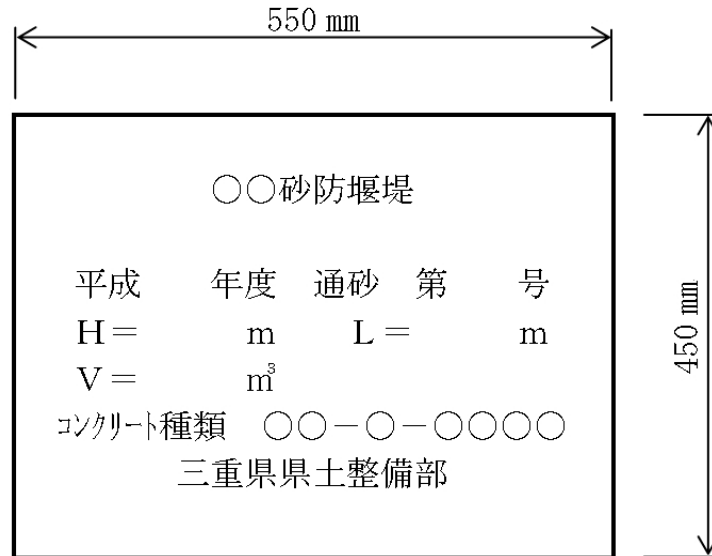 550 mm
○○砂防堰堤
平成　　年度　通砂　第　　号
H＝　　　m　　L＝　　　m
V＝　　　m³
コンクリート種類　○○－○－○○○○
三重県県土整備部
450 mm